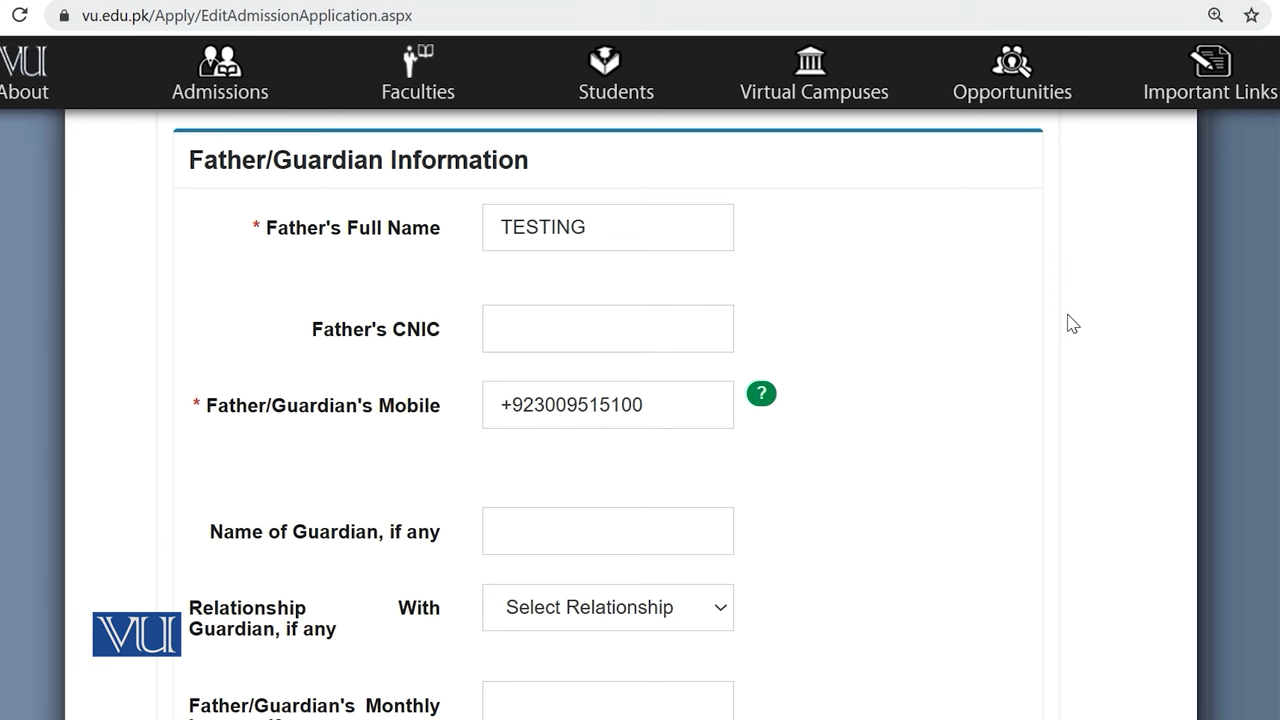 vu.edu.pk/Apply/EditAdmissionApplication.aspx
VU
About
Admissions
Faculties
Students
Virtual Campuses
Opportunities
Important Links
Father/Guardian Information
* Father's Full Name
TESTING
Father's CNIC
* Father/Guardian's Mobile
+923009515100
?
Name of Guardian, if any
Relationship With
Guardian, if any
Select Relationship
VU
Father/Guardian's Monthly